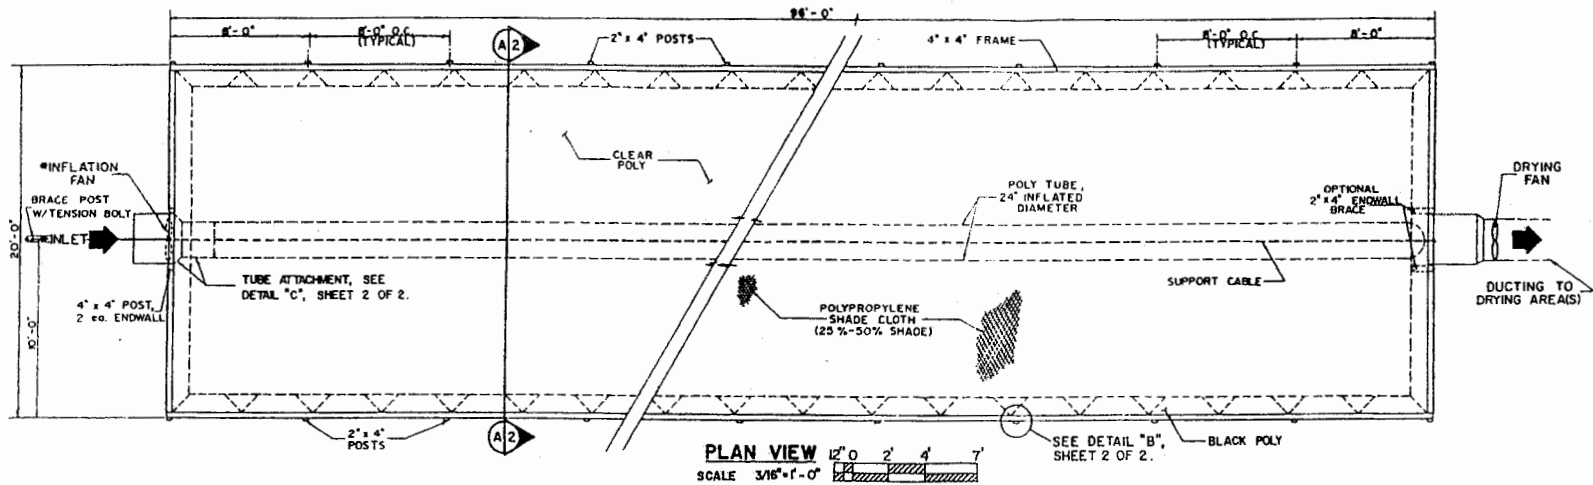 96'-0"
8'-0"
8'-0" O.C.
(TYPICAL)
A 2
2" x 4" POSTS
4" x 4" FRAME
8'-0" O.C.
(TYPICAL)
8'-0"
CLEAR
POLY
*INFLATION
FAN
BRACE POST
W/TENSION BOLT
*INLET
20'-0"
10'-0"
POLY TUBE,
24" INFLATED
DIAMETER
OPTIONAL
2" x 4" ENDWALL
BRACE
DRYING
FAN
TUBE ATTACHMENT, SEE
DETAIL "C", SHEET 2 OF 2.
4" x 4" POST,
2 ea. ENDWALL
SUPPORT CABLE
DUCTING TO
DRYING AREA(S)
POLYPROPYLENE
SHADE CLOTH
(25 %-50% SHADE)
2" x 4"
POSTS
A 2
SEE DETAIL "B",
SHEET 2 OF 2.
BLACK POLY
PLAN VIEW
12" 0 2' 4' 7'
SCALE 3/16"=1'-0"